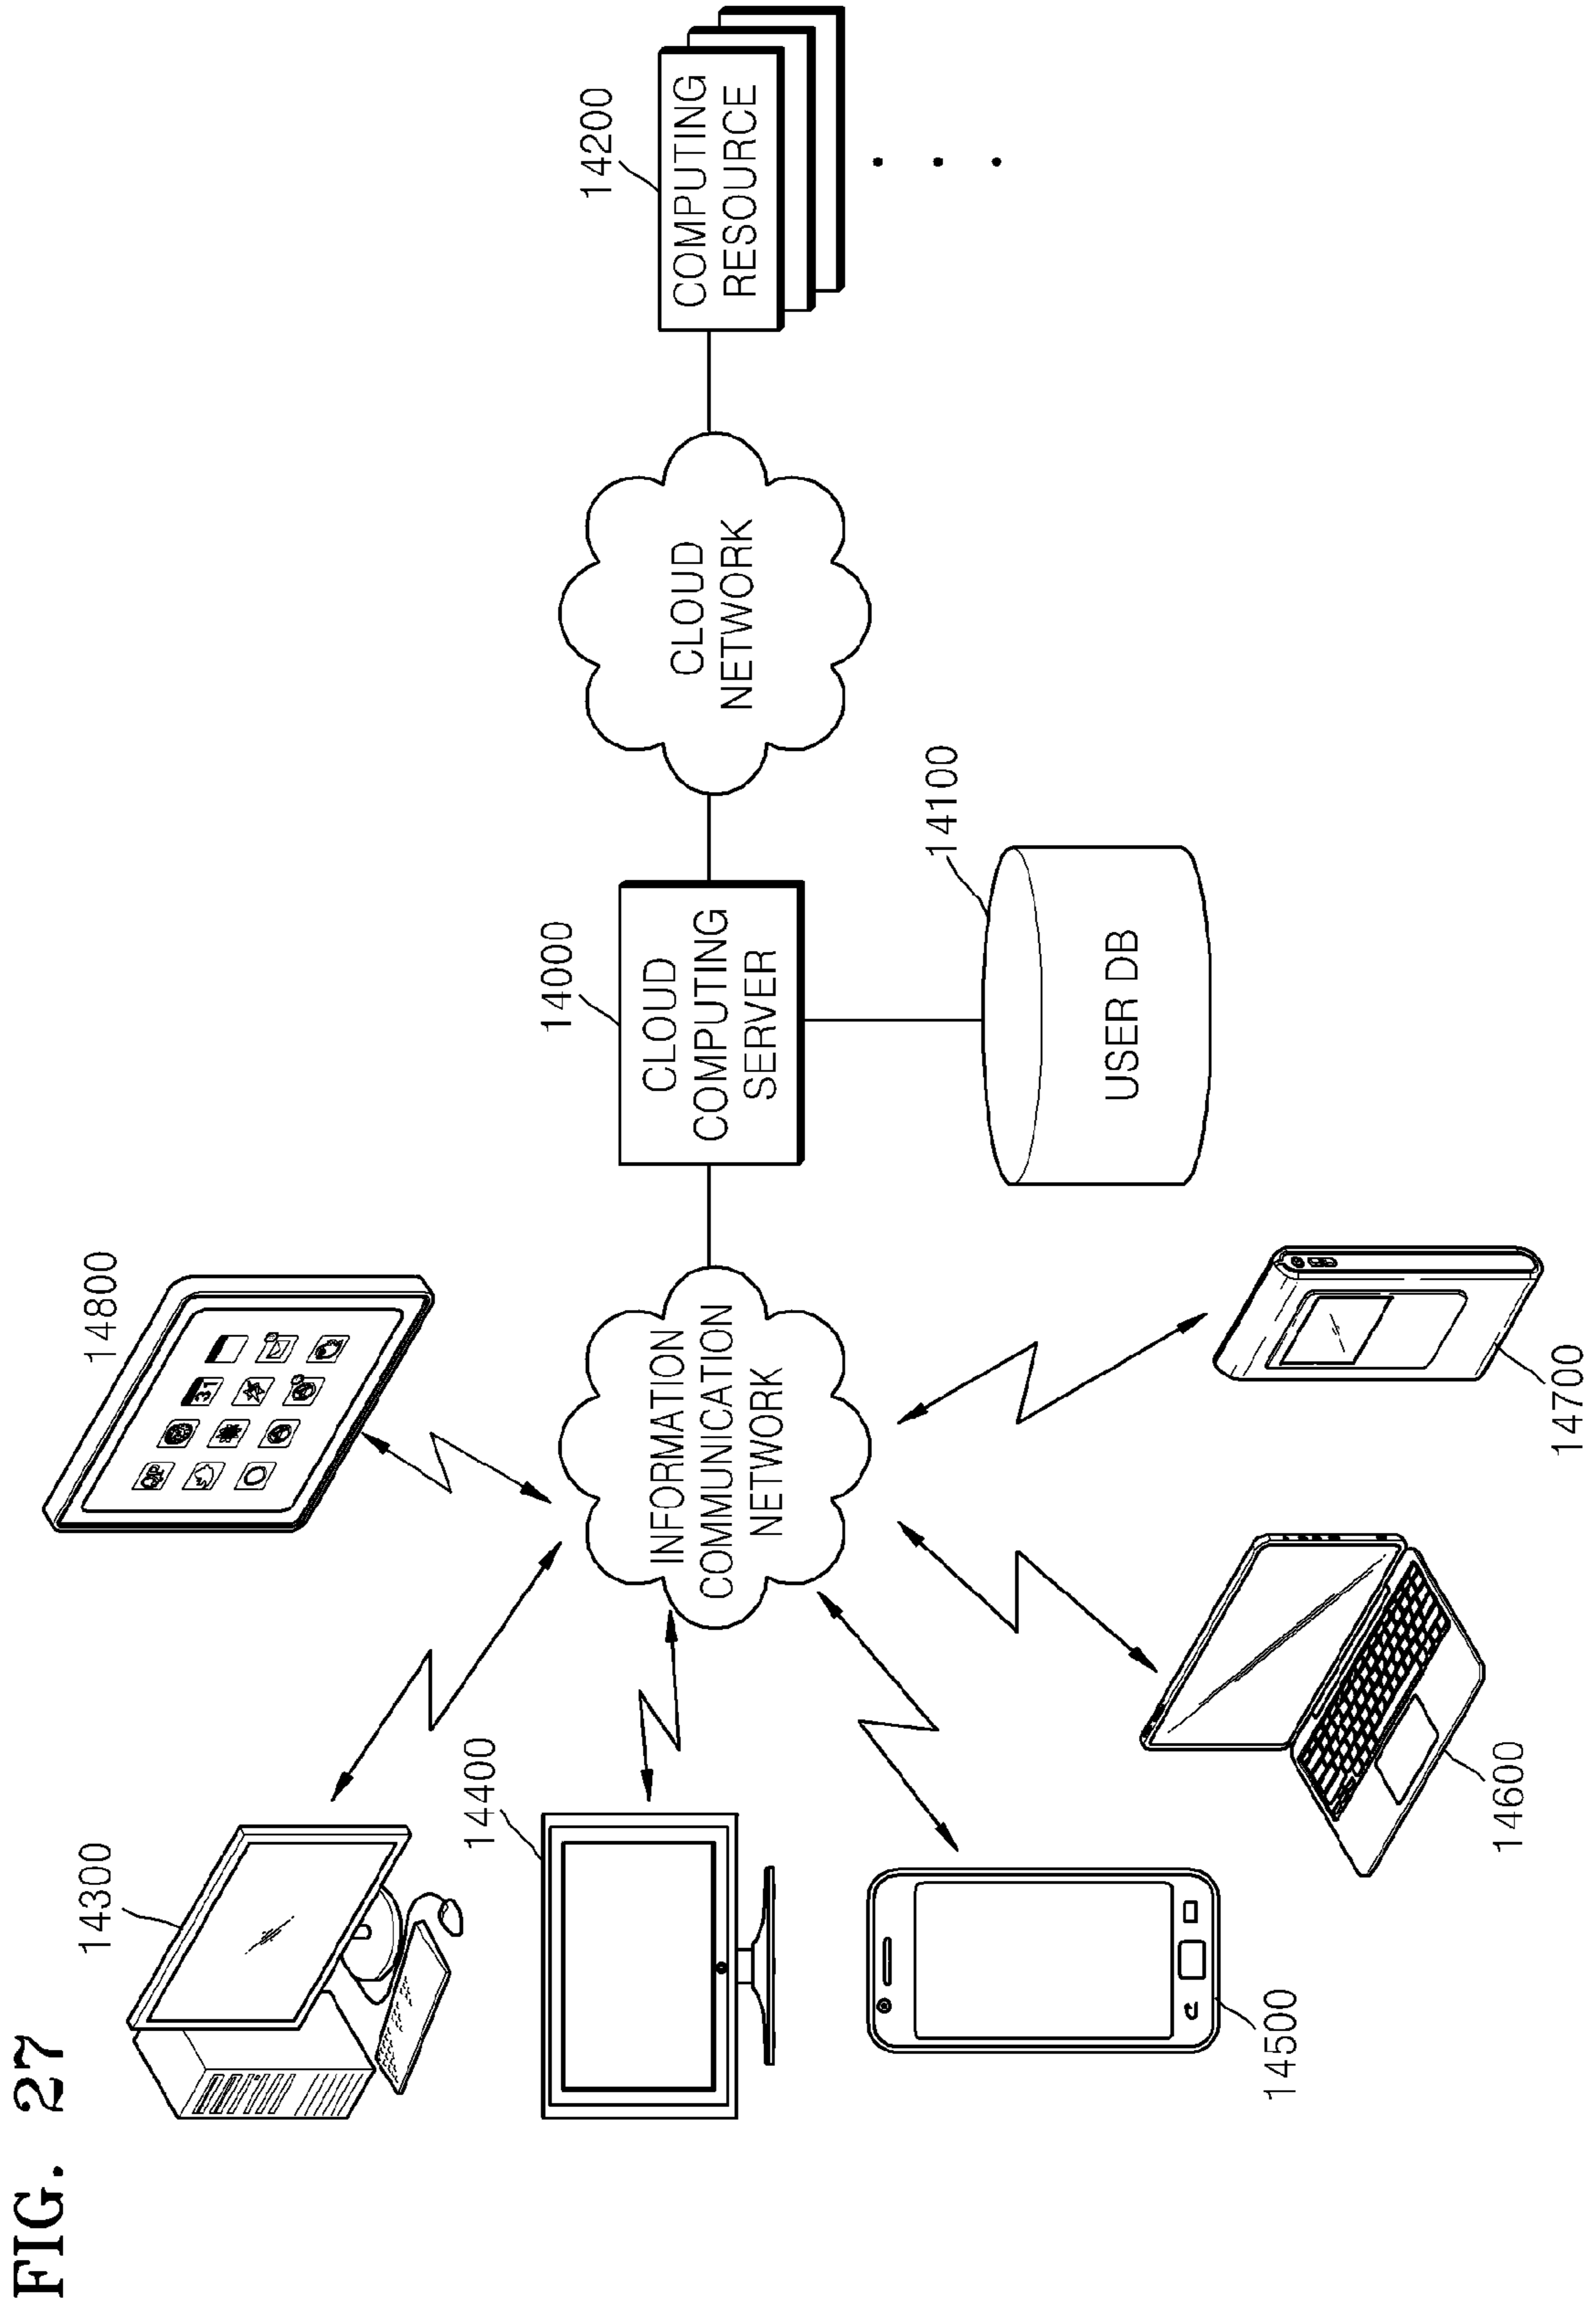 FIG. 27
14300
14800
14400
14500
14600
14700
31
INFORMATION
COMMUNICATION
NETWORK
14000
CLOUD
COMPUTING
SERVER
14100
USER DB
CLOUD
NETWORK
14200
COMPUTING
RESOURCE